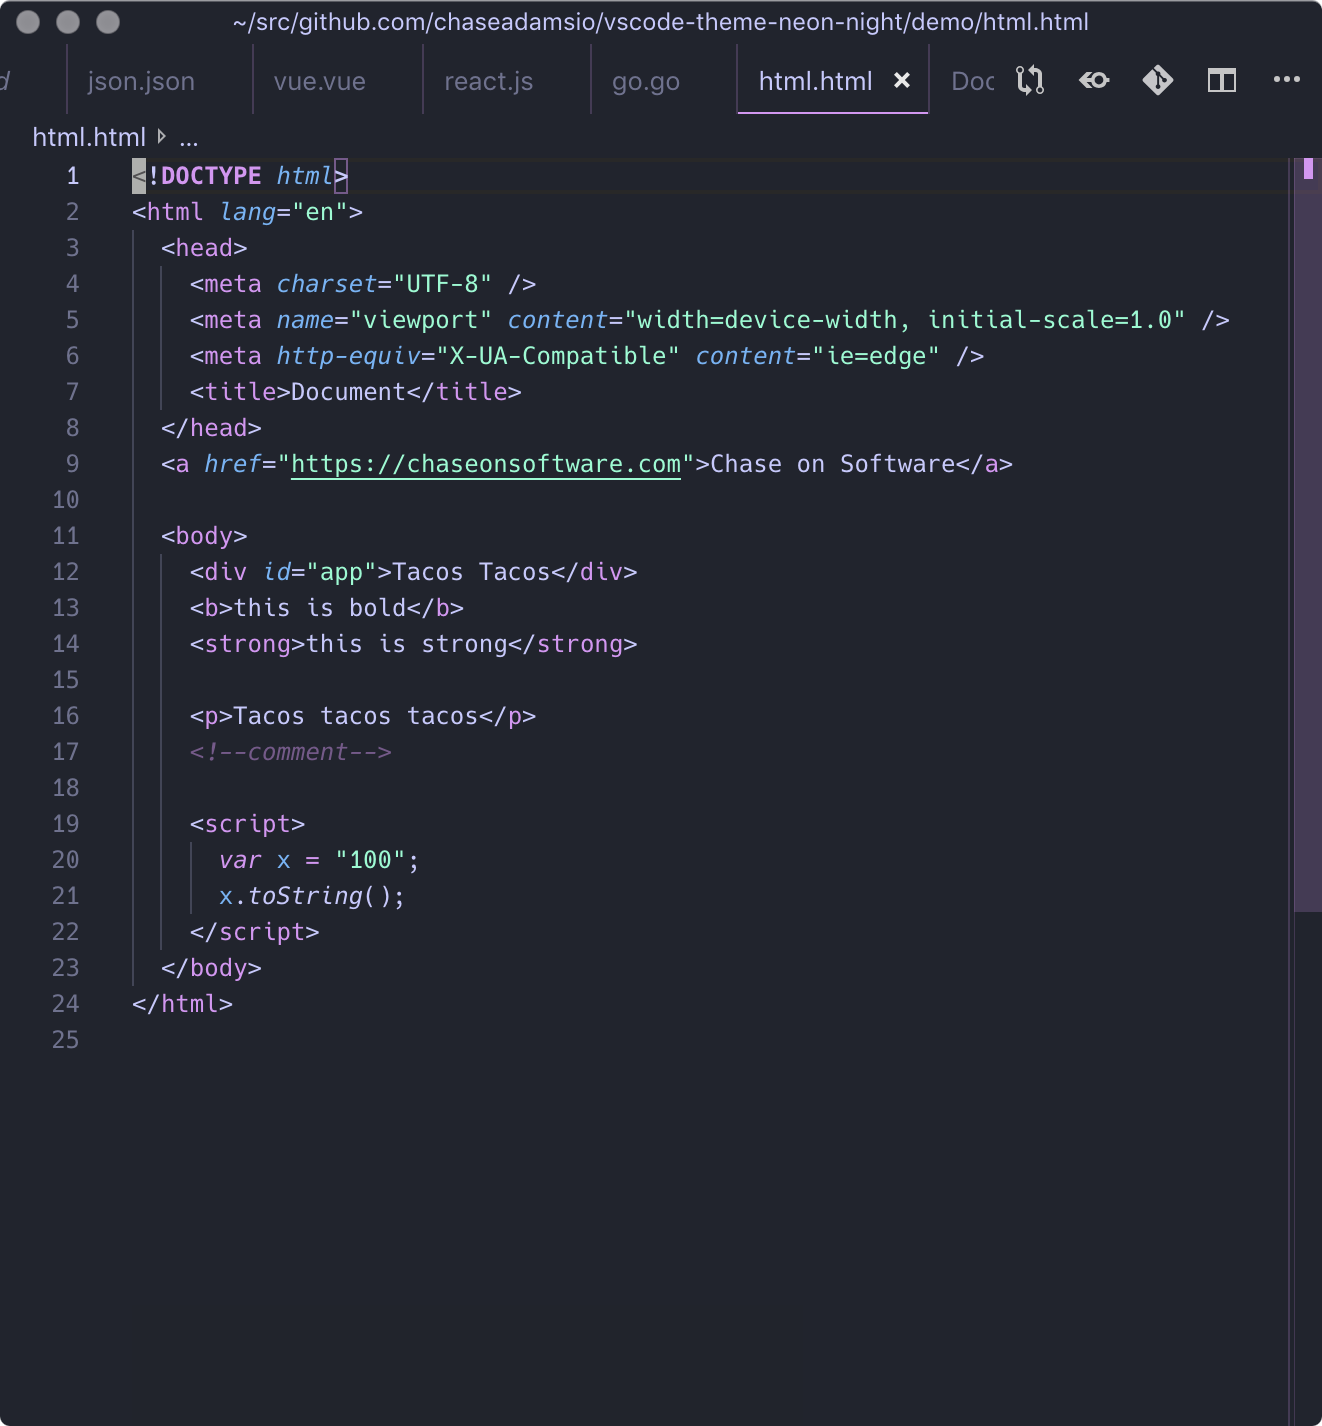 ~/src/github.com/chaseadamsio/vscode-theme-neon-night/demo/html.html
d json.json vue.vue react.js go.go html.html × Doc
html.html ...
1 <!DOCTYPE html>
2 <html lang="en">
3   <head>
4     <meta charset="UTF-8" />
5     <meta name="viewport" content="width=device-width, initial-scale=1.0" />
6     <meta http-equiv="X-UA-Compatible" content="ie=edge" />
7     <title>Document</title>
8   </head>
9   <a href="https://chaseonsoftware.com">Chase on Software</a>
10
11   <body>
12     <div id="app">Tacos Tacos</div>
13     <b>this is bold</b>
14     <strong>this is strong</strong>
15
16     <p>Tacos tacos tacos</p>
17     <!--comment-->
18
19     <script>
20       var x = "100";
21       x.toString();
22     </script>
23   </body>
24 </html>
25